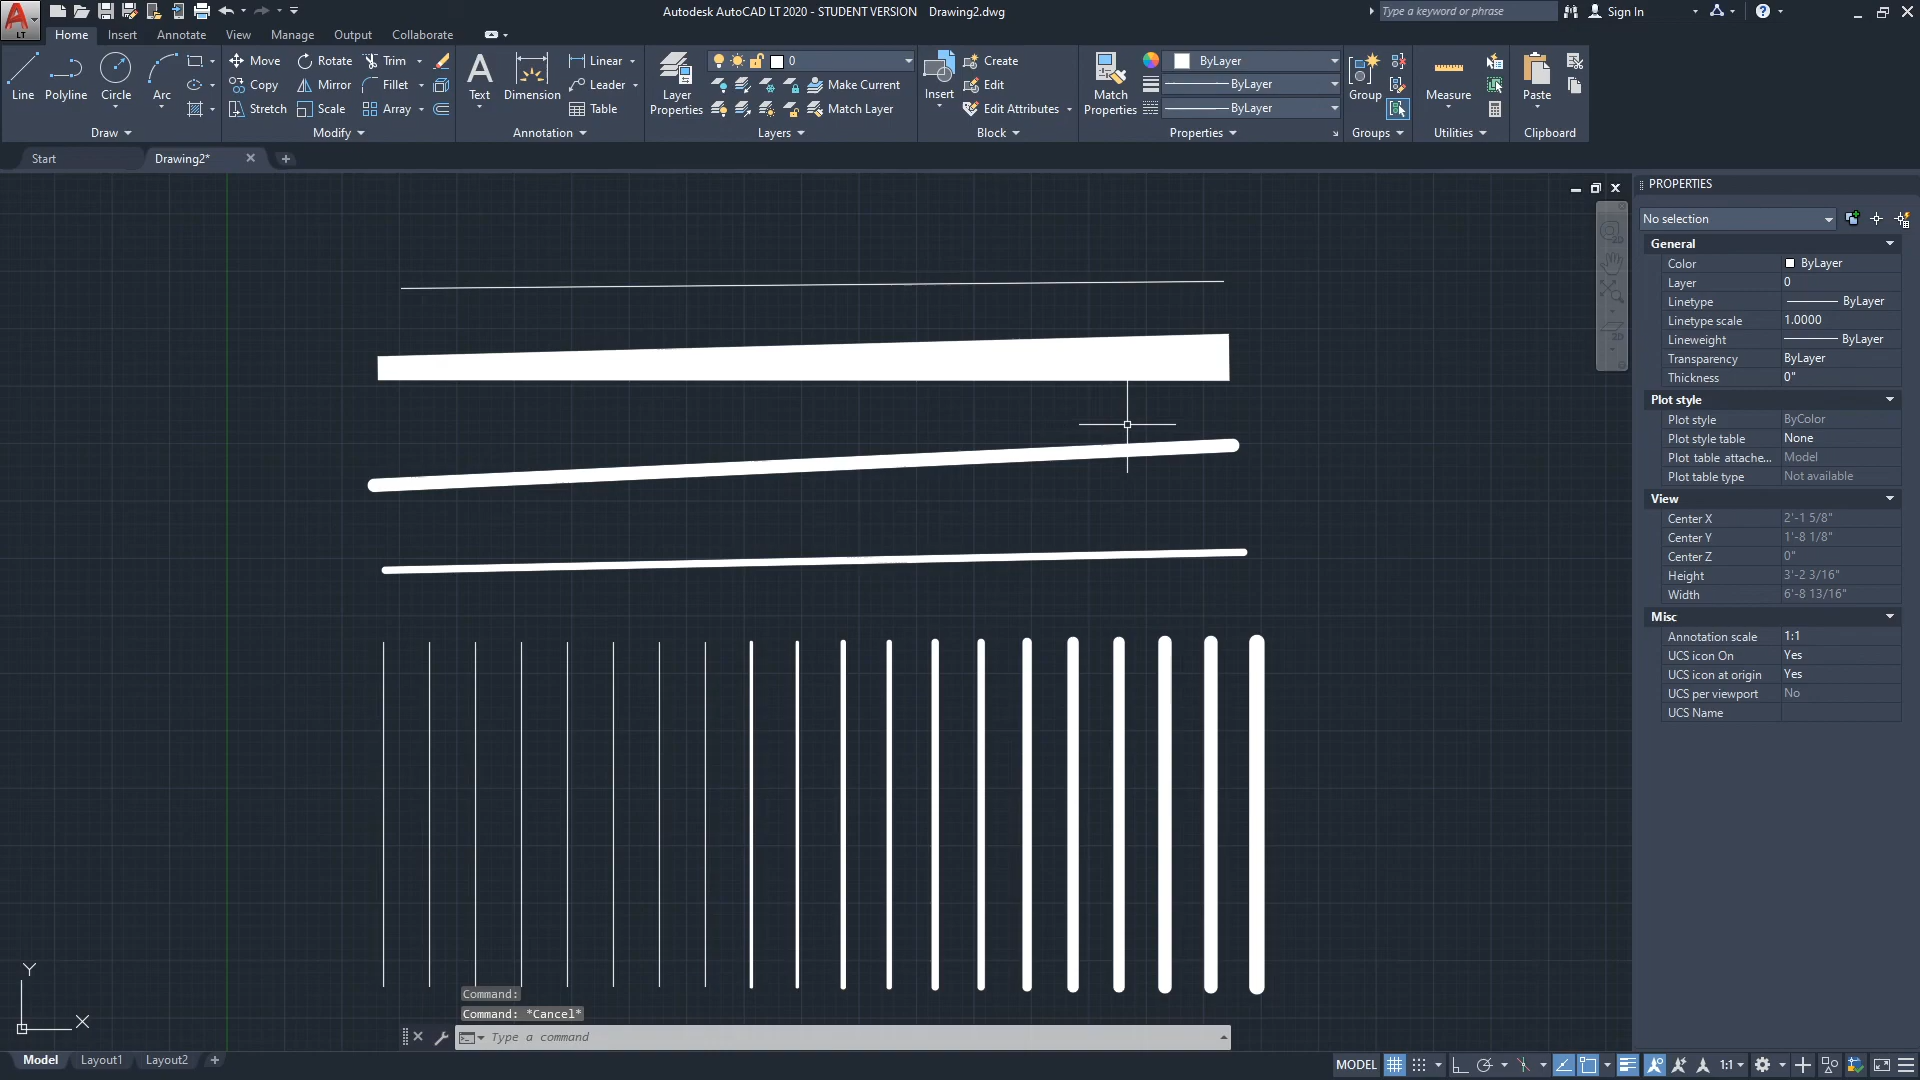 Autodesk AutoCAD LT 2020 - STUDENT VERSION Drawing2.dwg
Type a keyword or phrase
Sign In
LT
Home Insert Annotate View Manage Output Collaborate
Line Polyline Circle Arc
Move Rotate Trim
Copy Mirror Fillet
Stretch Scale Array
Text Dimension
Linear
Leader
Table
Layer Properties
0
Make Current
Match Layer
Insert
Create
Edit
Edit Attributes
Match Properties
ByLayer
ByLayer
ByLayer
Group
Measure
Paste
Draw Modify Annotation Layers Block Properties Groups Utilities Clipboard
Start Drawing2*
PROPERTIES
No selection
General
Color ByLayer
Layer 0
Linetype ByLayer
Linetype scale 1.0000
Lineweight ByLayer
Transparency ByLayer
Thickness 0"
Plot style
Plot style ByColor
Plot style table None
Plot table attache... Model
Plot table type Not available
View
Center X 2'-1 5/8"
Center Y 1'-8 1/8"
Center Z 0"
Height 3'-2 3/16"
Width 6'-8 13/16"
Misc
Annotation scale 1:1
UCS icon On Yes
UCS icon at origin Yes
UCS per viewport No
UCS Name
Y
X
Command:
Command: *Cancel*
Type a command
Model Layout1 Layout2
MODEL 1:1